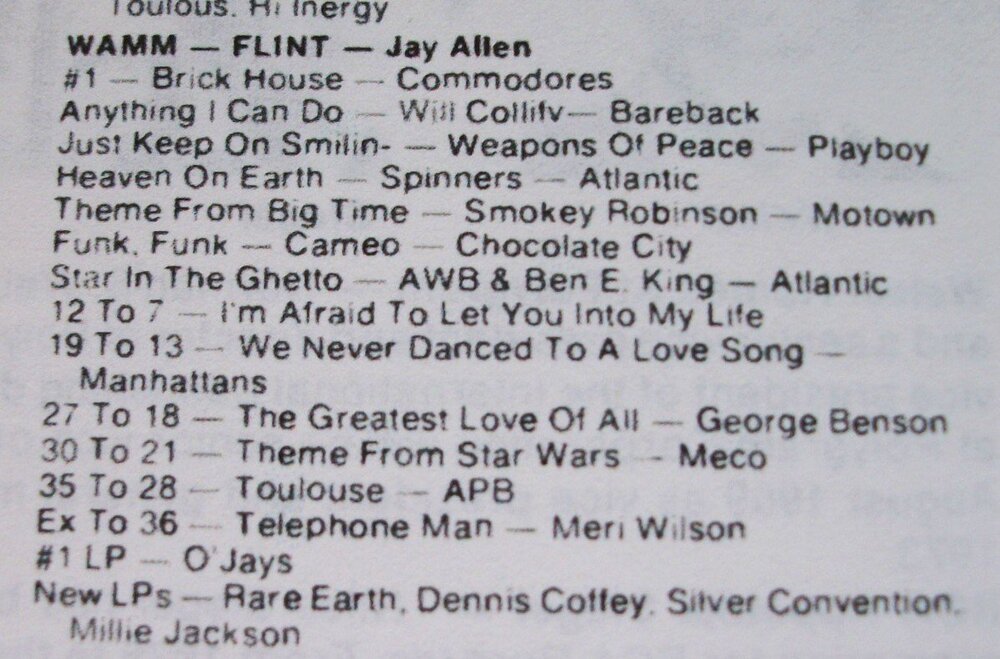 Toulous. Hi Inergy
WAMM — FLINT — Jay Allen
#1 — Brick House — Commodores
Anything I Can Do — Will Collifv— Bareback
Just Keep On Smilin- — Weapons Of Peace — Playboy
Heaven On Earth — Spinners — Atlantic
Theme From Big Time — Smokey Robinson — Motown
Funk. Funk — Cameo — Chocolate City
Star In The Ghetto — AWB & Ben E. King — Atlantic
12 To 7 — I'm Afraid To Let You Into My Life
19 To 13 — We Never Danced To A Love Song —
Manhattans
27 To 18 — The Greatest Love Of All — George Benson
30 To 21 — Theme From Star Wars — Meco
35 To 28 — Toulouse — APB
Ex To 36 — Telephone Man — Meri Wilson
#1 LP — O'Jays
New LPs — Rare Earth, Dennis Coffey. Silver Convention.
Millie Jackson